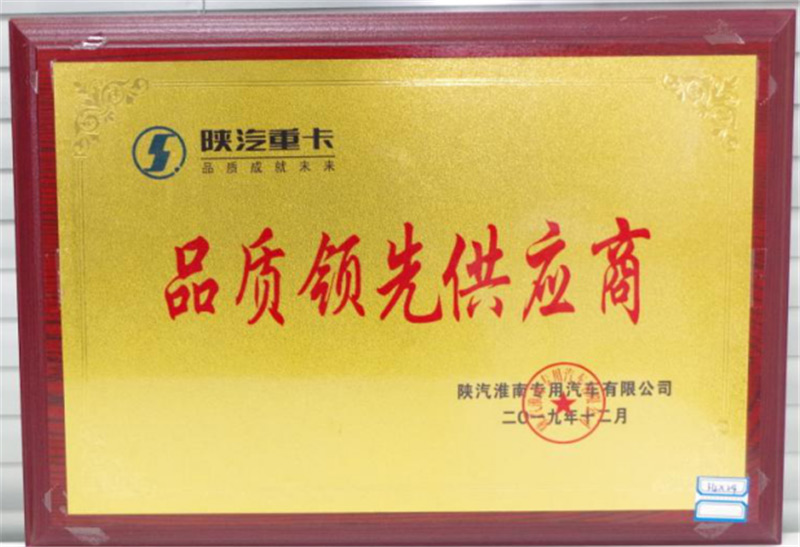 陕汽重卡
品质成就未来
品质领先供应商
陕汽淮南专用汽车有限公司
二〇一九年十二月